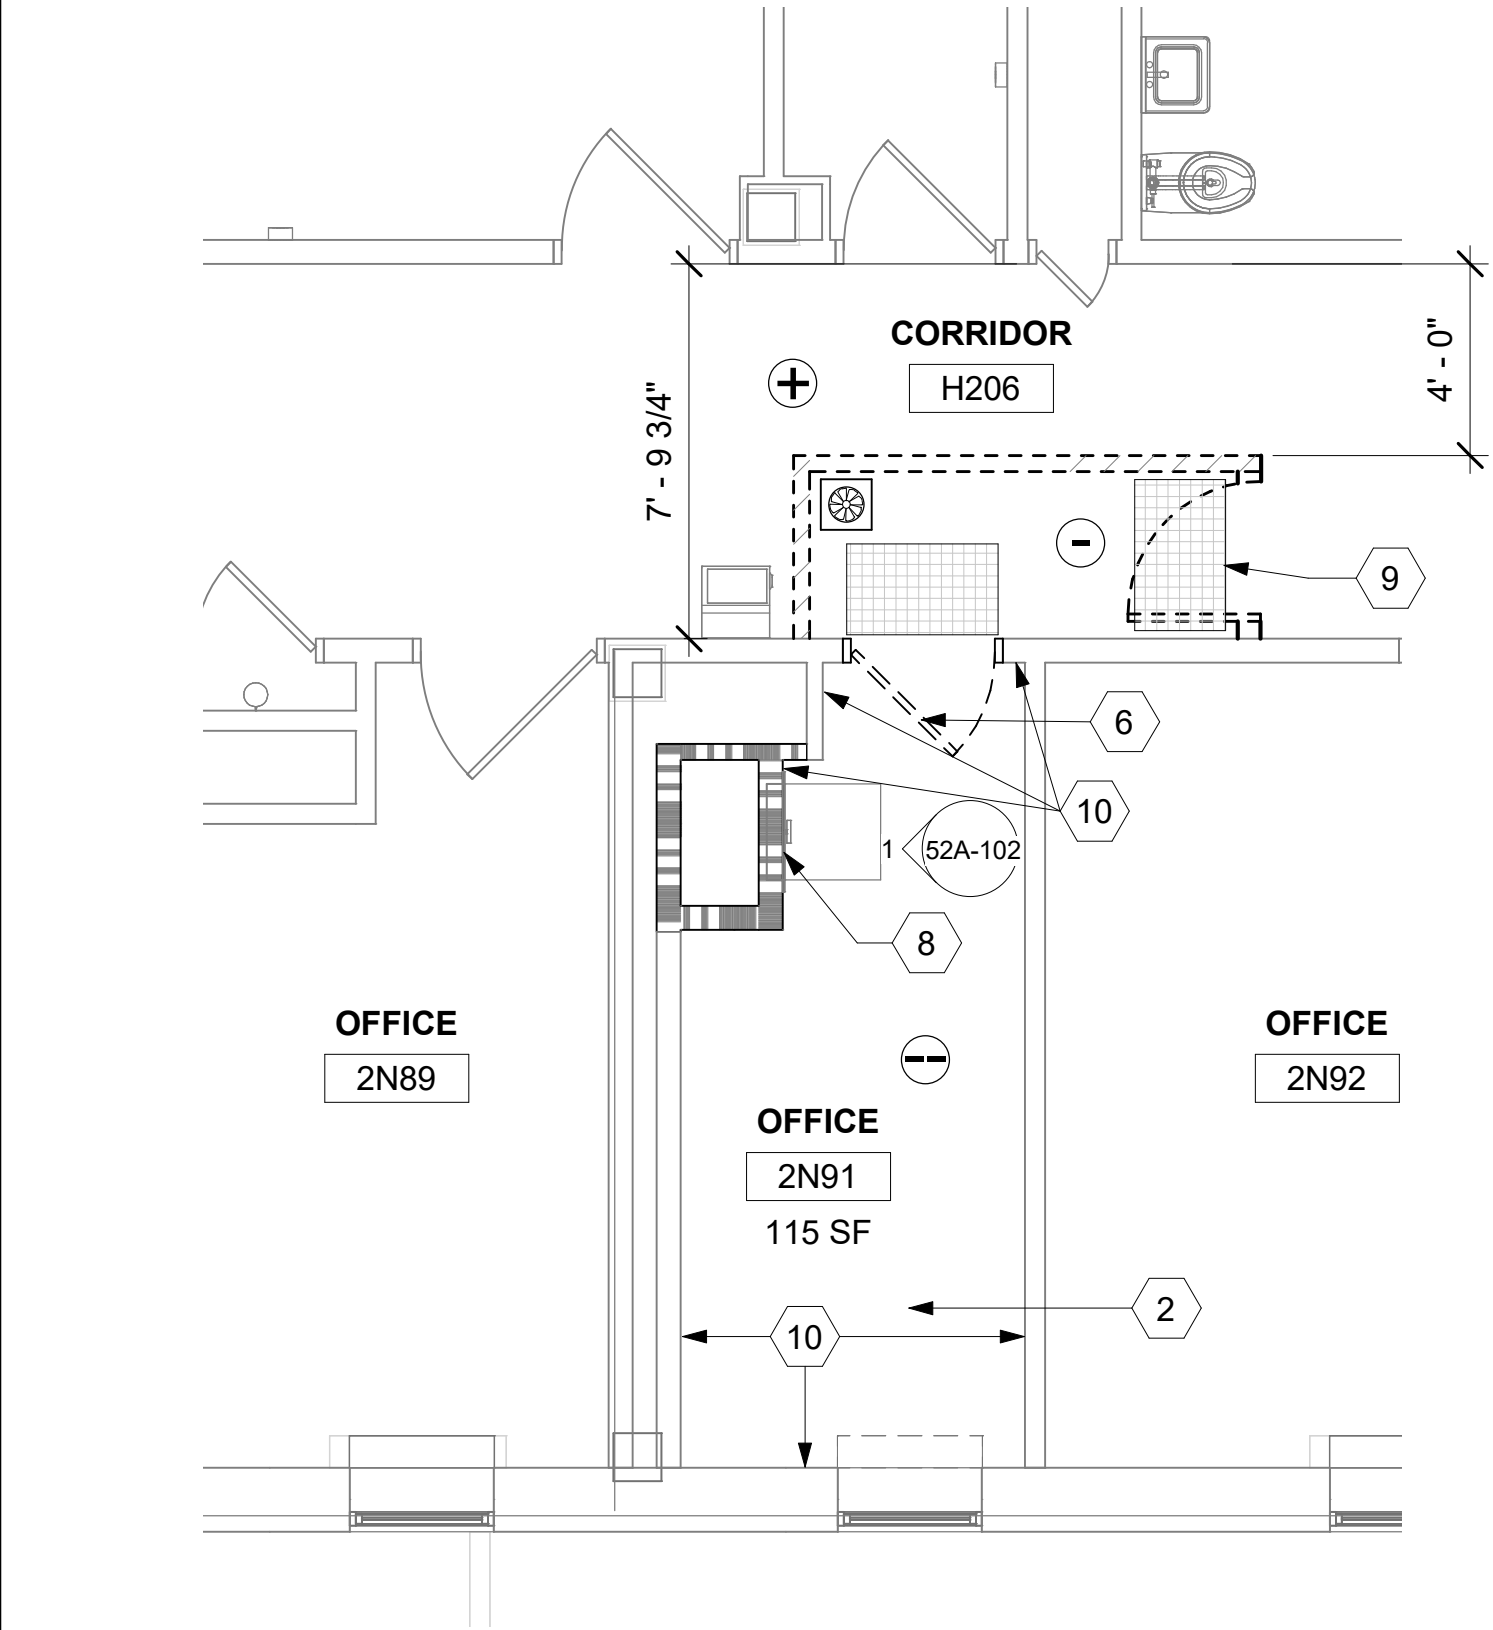 CORRIDOR
H206
4' - 0"
7' - 9 3/4"
9
6
10
1
52A-102
8
OFFICE
2N89
OFFICE
2N92
OFFICE
2N91
115 SF
2
10